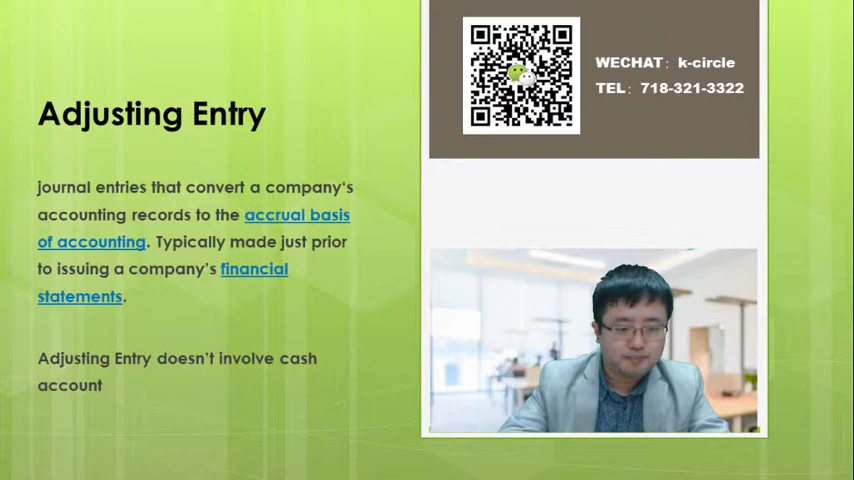 Adjusting Entry
journal entries that convert a company‘s
accounting records to the accrual basis
of accounting. Typically made just prior
to issuing a company’s financial
statements.
Adjusting Entry doesn’t involve cash
account
WECHAT：k-circle
TEL：718-321-3322